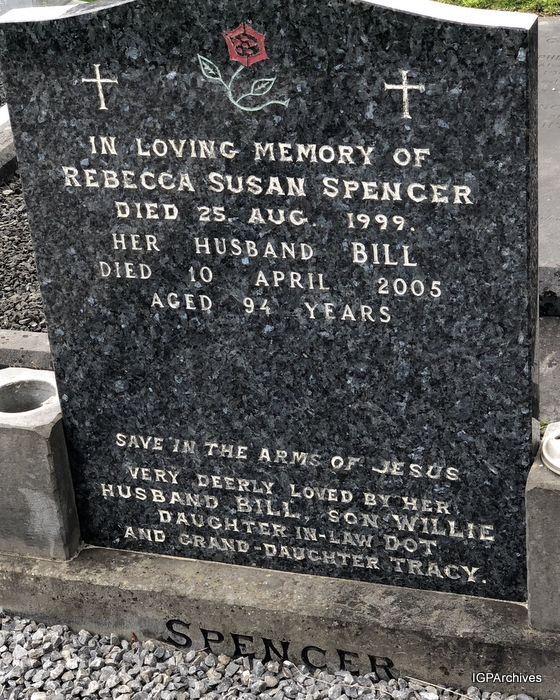 IN LOVING MEMORY OF
REBECCA SUSAN SPENCER
DIED 25. AUG. 1999.
HER HUSBAND BILL
DIED 10 APRIL 2005
AGED 94 YEARS
SAVE IN THE ARMS OF JESUS
VERY DEERLY LOVED BY HER
HUSBAND BILL, SON WILLIE
DAUGHTER-IN-LAW DOT
AND GRAND-DAUGHTER TRACY.
SPENCER
IGPArchives